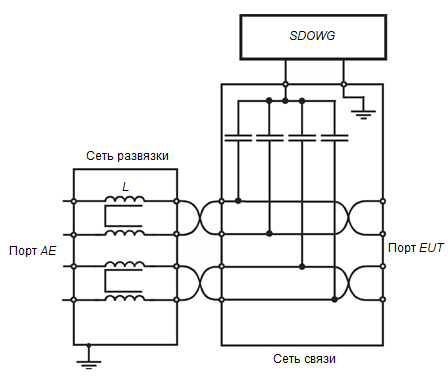 SDOWG
Сеть развязки
L
Порт AE
Порт EUT
Сеть связи